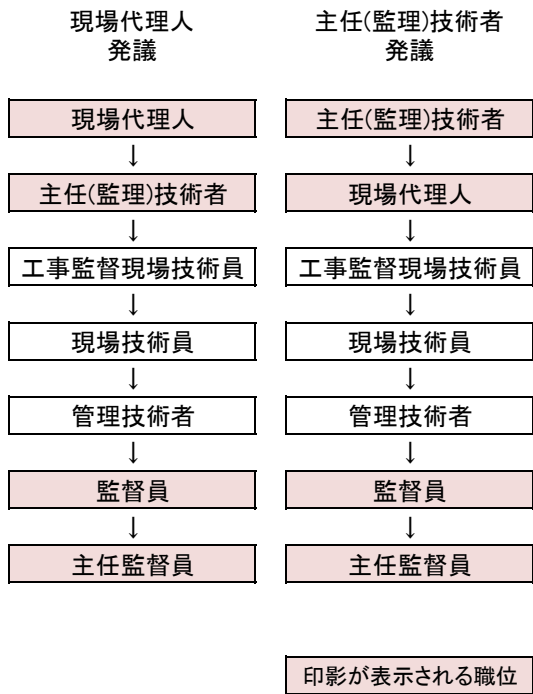 現場代理人
発議
現場代理人
↓
主任(監理)技術者
↓
工事監督現場技術員
↓
現場技術員
↓
管理技術者
↓
監督員
↓
主任監督員
主任(監理)技術者
発議
主任(監理)技術者
↓
現場代理人
↓
工事監督現場技術員
↓
現場技術員
↓
管理技術者
↓
監督員
↓
主任監督員
印影が表示される職位